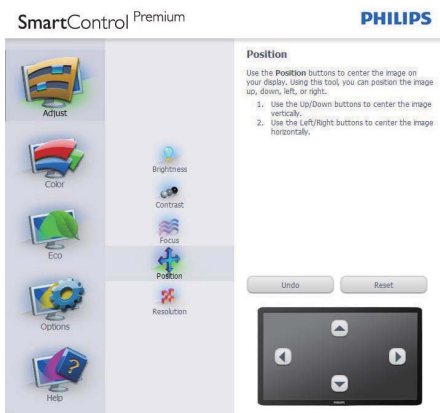 SmartControl Premium
PHILIPS
Adjust
Color
Eco
Options
Help
Brightness
Contrast
Focus
Position
Resolution
Position
Use the Position buttons to center the image on
your display. Using this tool, you can position the image
up, down, left, or right.
1. Use the Up/Down buttons to center the image
vertically.
2. Use the Left/Right buttons to center the image
horizontally.
Undo
Reset
PHILIPS